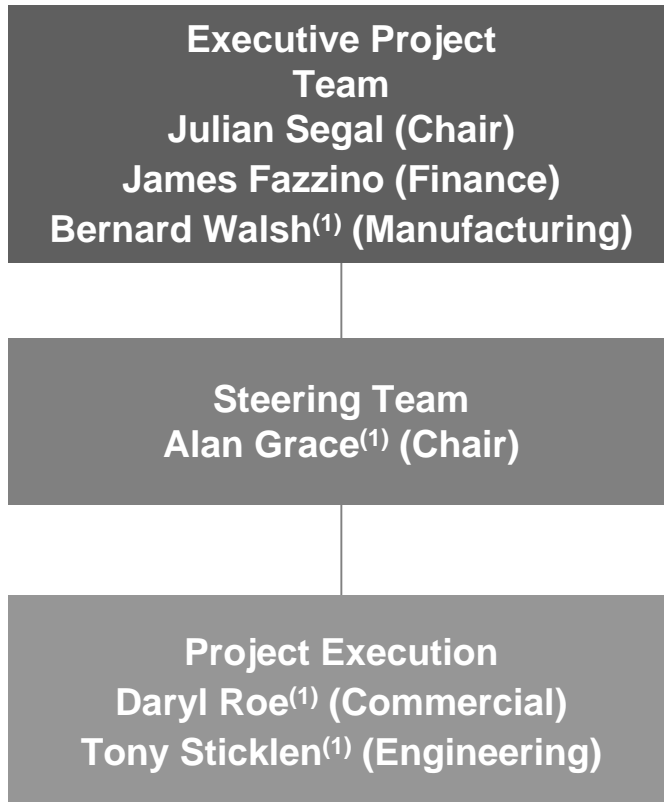 Executive Project
Team
Julian Segal (Chair)
James Fazzino (Finance)
Bernard Walsh(1) (Manufacturing)
Steering Team
Alan Grace(1) (Chair)
Project Execution
Daryl Roe(1) (Commercial)
Tony Sticklen(1) (Engineering)